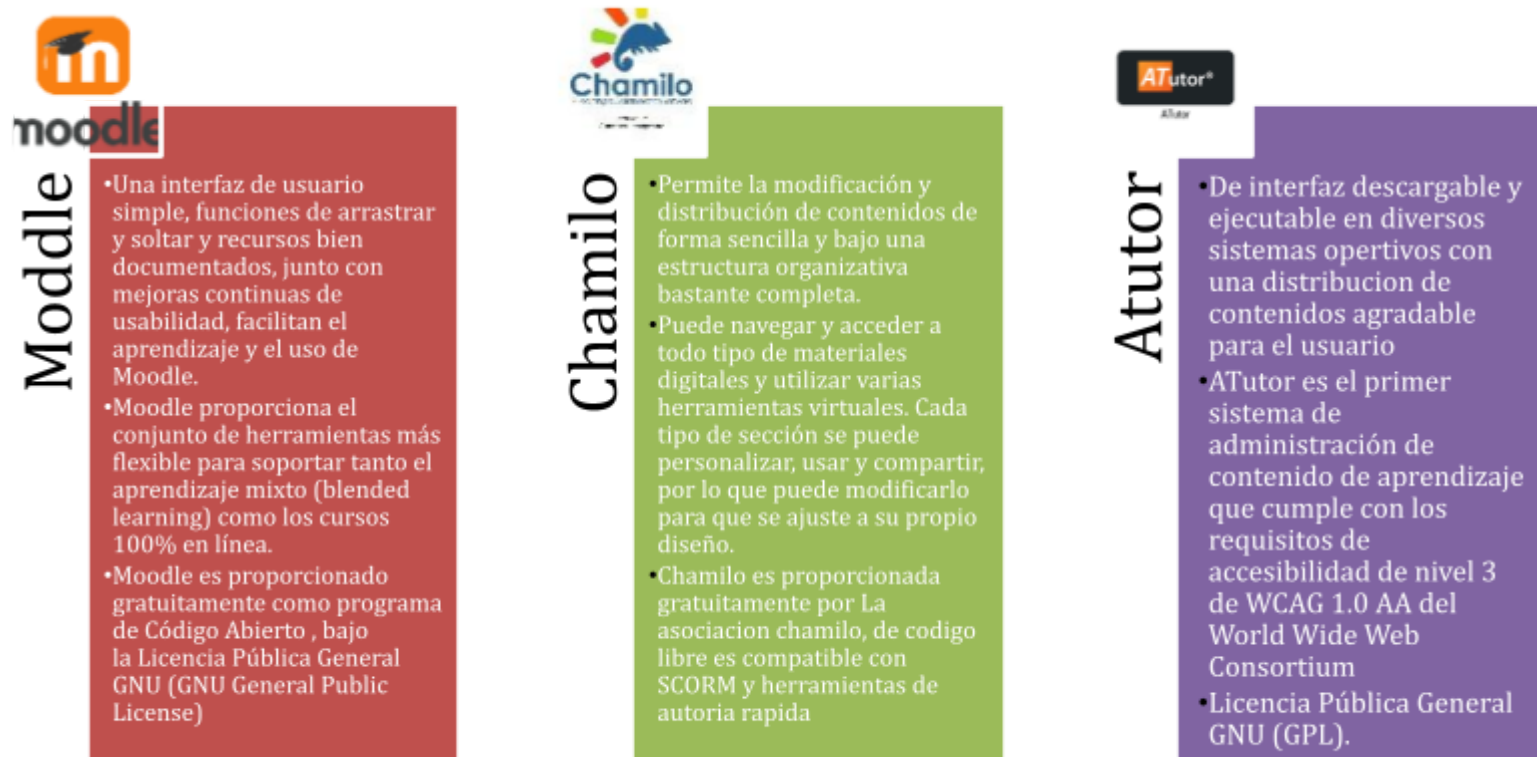 moodle
Moddle
•Una interfaz de usuario
simple, funciones de arrastrar
y soltar y recursos bien
documentados, junto con
mejoras continuas de
usabilidad, facilitan el
aprendizaje y el uso de
Moodle.
•Moodle proporciona el
conjunto de herramientas más
flexible para soportar tanto el
aprendizaje mixto (blended
learning) como los cursos
100% en línea.
•Moodle es proporcionado
gratuitamente como programa
de Código Abierto , bajo
la Licencia Pública General
GNU (GNU General Public
License)
Chamilo
Chamilo
•Permite la modificación y
distribución de contenidos de
forma sencilla y bajo una
estructura organizativa
bastante completa.
•Puede navegar y acceder a
todo tipo de materiales
digitales y utilizar varias
herramientas virtuales. Cada
tipo de sección se puede
personalizar, usar y compartir,
por lo que puede modificarlo
para que se ajuste a su propio
diseño.
•Chamilo es proporcionada
gratuitamente por La
asociacion chamilo, de codigo
libre es compatible con
SCORM y herramientas de
autoria rapida
ATutor®
ATutor
Atutor
•De interfaz descargable y
ejecutable en diversos
sistemas opertivos con
una distribucion de
contenidos agradable
para el usuario
•ATutor es el primer
sistema de
administración de
contenido de aprendizaje
que cumple con los
requisitos de
accesibilidad de nivel 3
de WCAG 1.0 AA del
World Wide Web
Consortium
•Licencia Pública General
GNU (GPL).